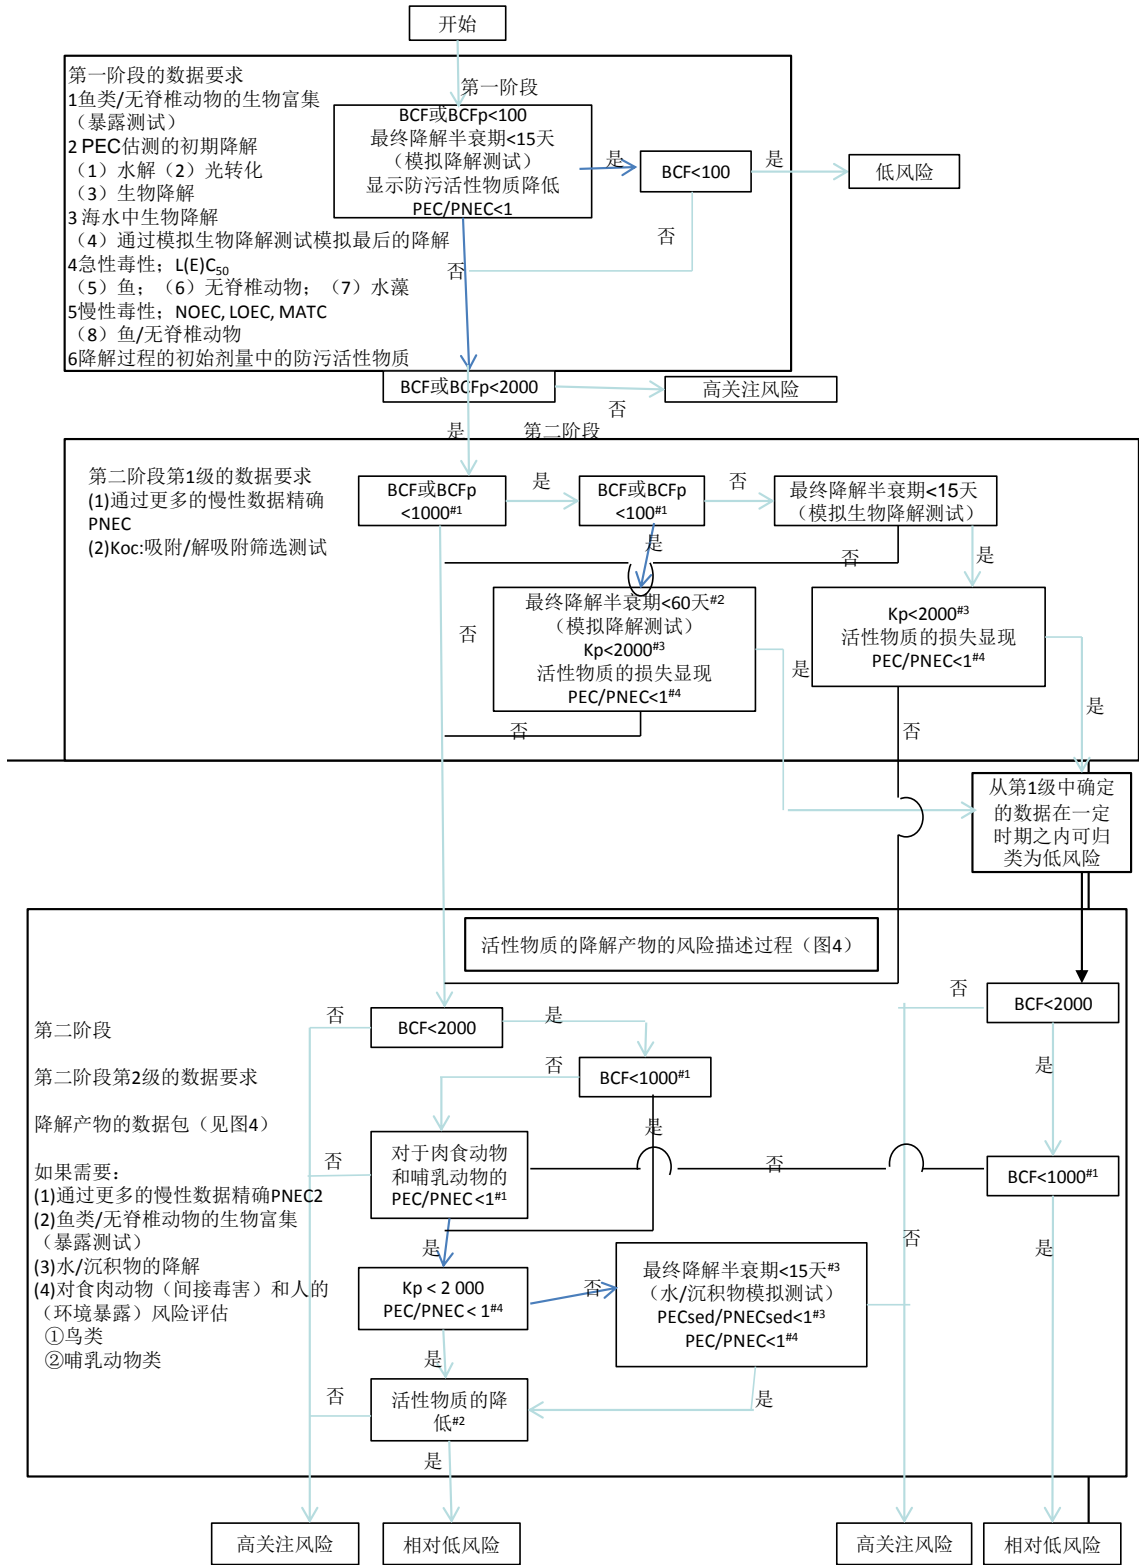 开始
第一阶段的数据要求
1鱼类/无脊椎动物的生物富集
（暴露测试）
2 PEC估测的初期降解
（1）水解（2）光转化
（3）生物降解
3 海水中生物降解
（4）通过模拟生物降解测试模拟最后的降解
4急性毒性；L(E)C50
（5）鱼；（6）无脊椎动物；（7）水藻
5慢性毒性；NOEC, LOEC, MATC
（8）鱼/无脊椎动物
6降解过程的初始剂量中的防污活性物质
第一阶段
BCF或BCFp<100
最终降解半衰期<15天
（模拟降解测试）
显示防污活性物质降低
PEC/PNEC<1
是
BCF<100
是
低风险
否
否
BCF或BCFp<2000
否
高关注风险
是
第二阶段
第二阶段第1级的数据要求
(1)通过更多的慢性数据精确
PNEC
(2)Koc:吸附/解吸附筛选测试
BCF或BCFp
<1000#1
是
BCF或BCFp
<100#1
否
最终降解半衰期<15天
（模拟生物降解测试）
是
否
是
否
最终降解半衰期<60天#2
（模拟降解测试）
Kp<2000#3
活性物质的损失显现
PEC/PNEC<1#4
是
Kp<2000#3
活性物质的损失显现
PEC/PNEC<1#4
是
否
否
从第1级中确定
的数据在一定
时期之内可归
类为低风险
活性物质的降解产物的风险描述过程（图4）
第二阶段
第二阶段第2级的数据要求
降解产物的数据包（见图4）
如果需要：
(1)通过更多的慢性数据精确PNEC2
(2)鱼类/无脊椎动物的生物富集
（暴露测试）
(3)水/沉积物的降解
(4)对食肉动物（间接毒害）和人的
（环境暴露）风险评估
①鸟类
②哺乳动物类
否
BCF<2000
是
否
BCF<2000
否
BCF<1000#1
是
是
否
对于肉食动物
和哺乳动物的
PEC/PNEC<1#1
否
BCF<1000#1
是
Kp < 2 000
PEC/PNEC< 1#4
否
最终降解半衰期<15天#3
（水/沉积物模拟测试）
PECsed/PNECsed<1#3
PEC/PNEC<1#4
否
是
是
否
活性物质的降
低#2
是
是
高关注风险
相对低风险
高关注风险
相对低风险